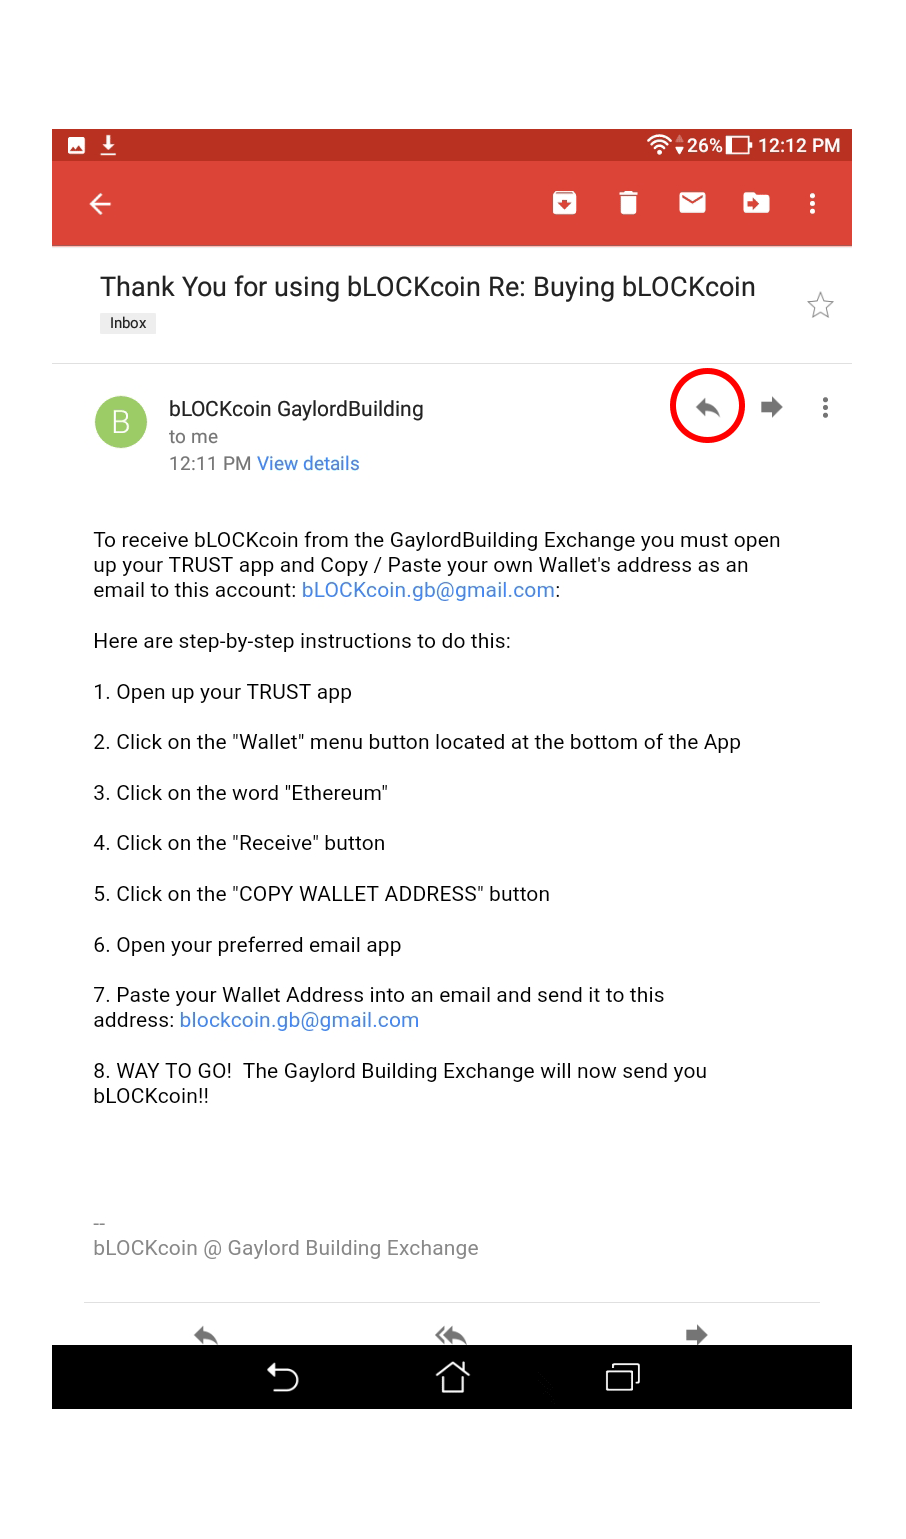 26% 12:12 PM
Thank You for using bLOCKcoin Re: Buying bLOCKcoin
Inbox
B
bLOCKcoin GaylordBuilding
to me
12:11 PM View details
To receive bLOCKcoin from the GaylordBuilding Exchange you must open
up your TRUST app and Copy / Paste your own Wallet's address as an
email to this account: bLOCKcoin.gb@gmail.com:
Here are step-by-step instructions to do this:
1. Open up your TRUST app
2. Click on the "Wallet" menu button located at the bottom of the App
3. Click on the word "Ethereum"
4. Click on the "Receive" button
5. Click on the "COPY WALLET ADDRESS" button
6. Open your preferred email app
7. Paste your Wallet Address into an email and send it to this
address: blockcoin.gb@gmail.com
8. WAY TO GO!  The Gaylord Building Exchange will now send you
bLOCKcoin!!
--
bLOCKcoin @ Gaylord Building Exchange